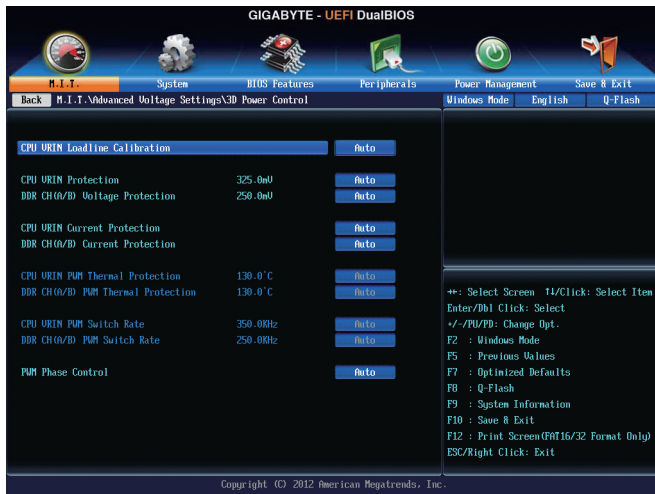 GIGABYTE - UEFI DualBIOS
M.I.T. System BIOS Features Peripherals Power Management Save & Exit
Back M.I.T.\Advanced Voltage Settings\3D Power Control Windows Mode English Q-Flash
CPU VRIN Loadline Calibration Auto
CPU VRIN Protection 325.0mV Auto
DDR CH(A/B) Voltage Protection 250.0mV Auto
CPU VRIN Current Protection Auto
DDR CH(A/B) Current Protection Auto
CPU VRIN PWM Thermal Protection 130.0°C Auto
DDR CH(A/B) PWM Thermal Protection 130.0°C Auto
CPU VRIN PWM Switch Rate 350.0KHz Auto
DDR CH(A/B) PWM Switch Rate 250.0KHz Auto
PWM Phase Control Auto
→←: Select Screen ↑↓/Click: Select Item
Enter/Dbl Click: Select
+/-/PU/PD: Change Opt.
F2 : Windows Mode
F5 : Previous Values
F7 : Optimized Defaults
F8 : Q-Flash
F9 : System Information
F10 : Save & Exit
F12 : Print Screen(FAT16/32 Format Only)
ESC/Right Click: Exit
Copyright (C) 2012 American Megatrends, Inc.